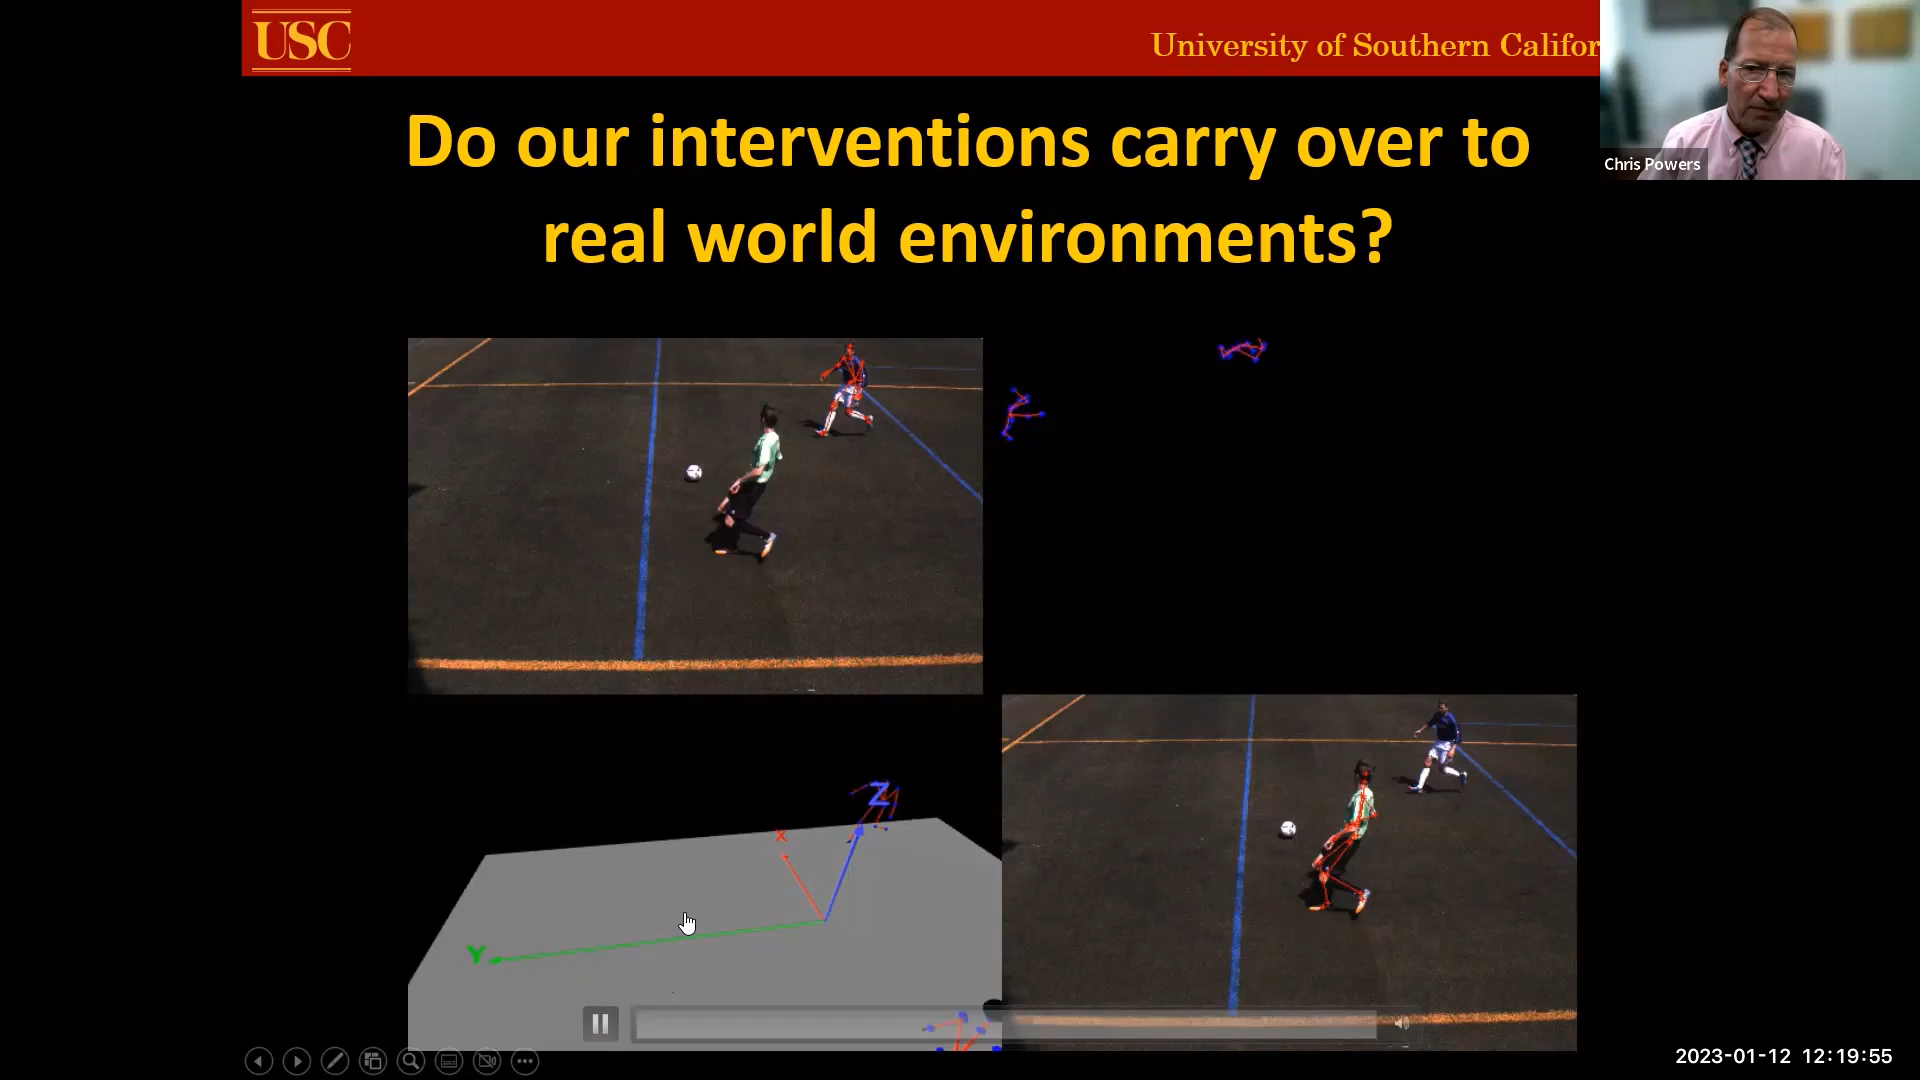 USC
University of Southern Califor
Chris Powers
Do our interventions carry over to
real world environments?
Z
X
Y
2023-01-12 12:19:55